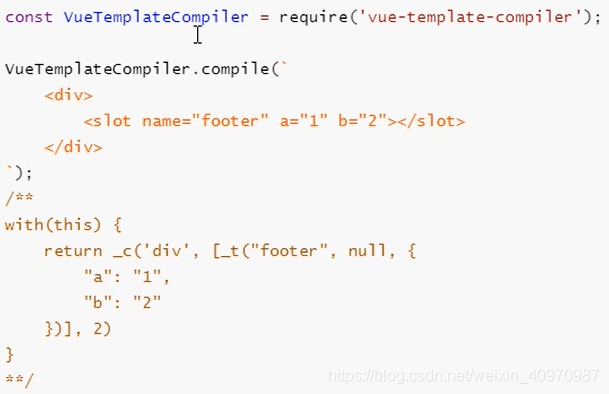 const VueTemplateCompiler = require('vue-template-compiler');
VueTemplateCompiler.compile(`
    <div>
        <slot name="footer" a="1" b="2"></slot>
    </div>
`);
/**
with(this) {
    return _c('div', [_t("footer", null, {
        "a": "1",
        "b": "2"
    })], 2)
}
**/
https://blog.csdn.net/weixin_40970987